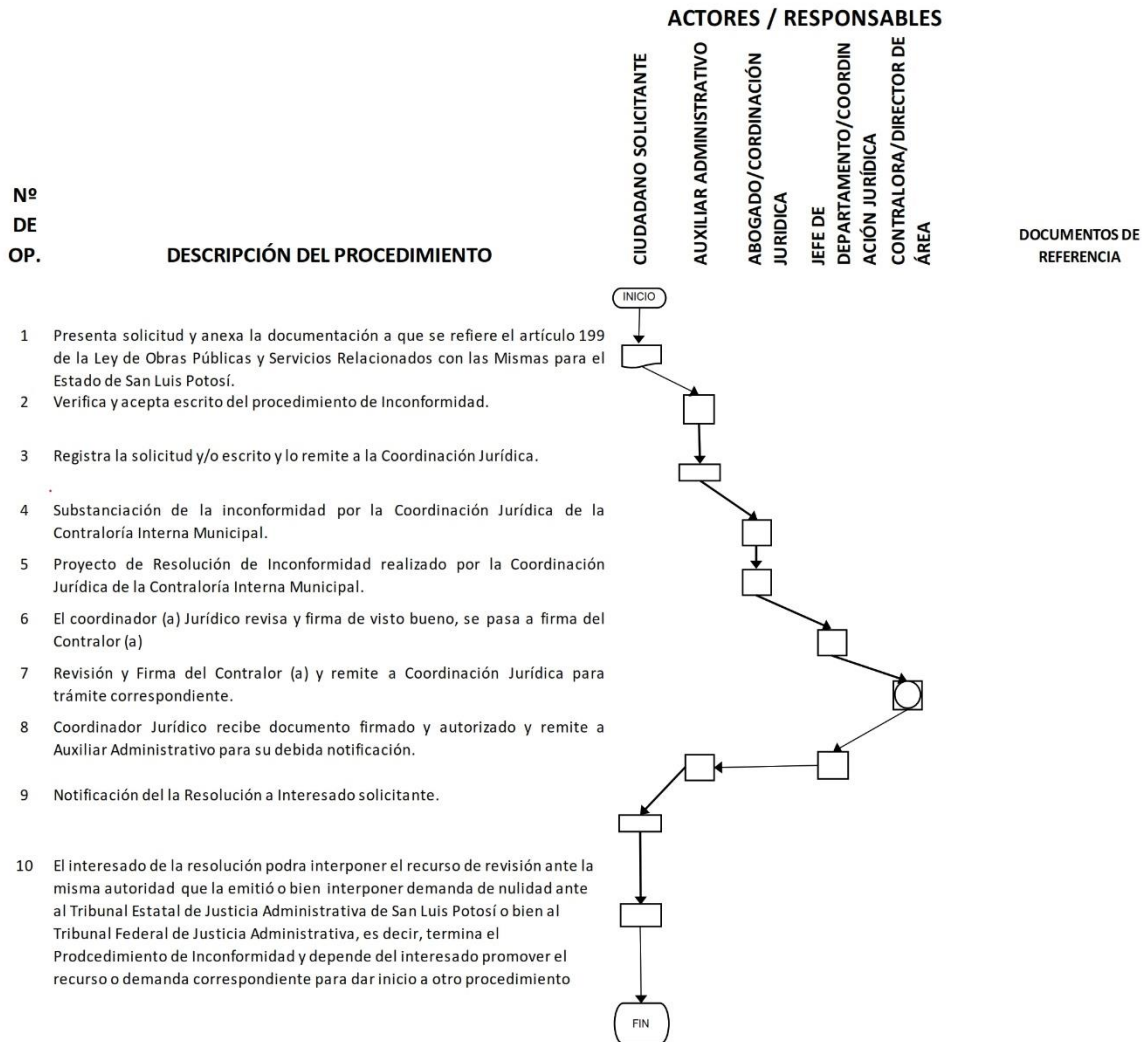 ACTORES / RESPONSABLES
Nº
DE
OP.
DESCRIPCIÓN DEL PROCEDIMIENTO
CIUDADANO SOLICITANTE
AUXILIAR ADMINISTRATIVO
ABOGADO/CORDINACIÓN
JURIDICA
JEFE DE
DEPARTAMENTO/COORDIN
ACIÓN JURÍDICA
CONTRALORA/DIRECTOR DE
ÁREA
DOCUMENTOS DE
REFERENCIA
INICIO
1 Presenta solicitud y anexa la documentación a que se refiere el artículo 199
de la Ley de Obras Públicas y Servicios Relacionados con las Mismas para el
Estado de San Luis Potosí.
2 Verifica y acepta escrito del procedimiento de Inconformidad.
3 Registra la solicitud y/o escrito y lo remite a la Coordinación Jurídica.
4 Substanciación de la inconformidad por la Coordinación Jurídica de la
Contraloría Interna Municipal.
5 Proyecto de Resolución de Inconformidad realizado por la Coordinación
Jurídica de la Contraloría Interna Municipal.
6 El coordinador (a) Jurídico revisa y firma de visto bueno, se pasa a firma del
Contralor (a)
7 Revisión y Firma del Contralor (a) y remite a Coordinación Jurídica para
trámite correspondiente.
8 Coordinador Jurídico recibe documento firmado y autorizado y remite a
Auxiliar Administrativo para su debida notificación.
9 Notificación del la Resolución a Interesado solicitante.
10 El interesado de la resolución podra interponer el recurso de revisión ante la
misma autoridad que la emitió o bien interponer demanda de nulidad ante
al Tribunal Estatal de Justicia Administrativa de San Luis Potosí o bien al
Tribunal Federal de Justicia Administrativa, es decir, termina el
Prodcedimiento de Inconformidad y depende del interesado promover el
recurso o demanda correspondiente para dar inicio a otro procedimiento
FIN